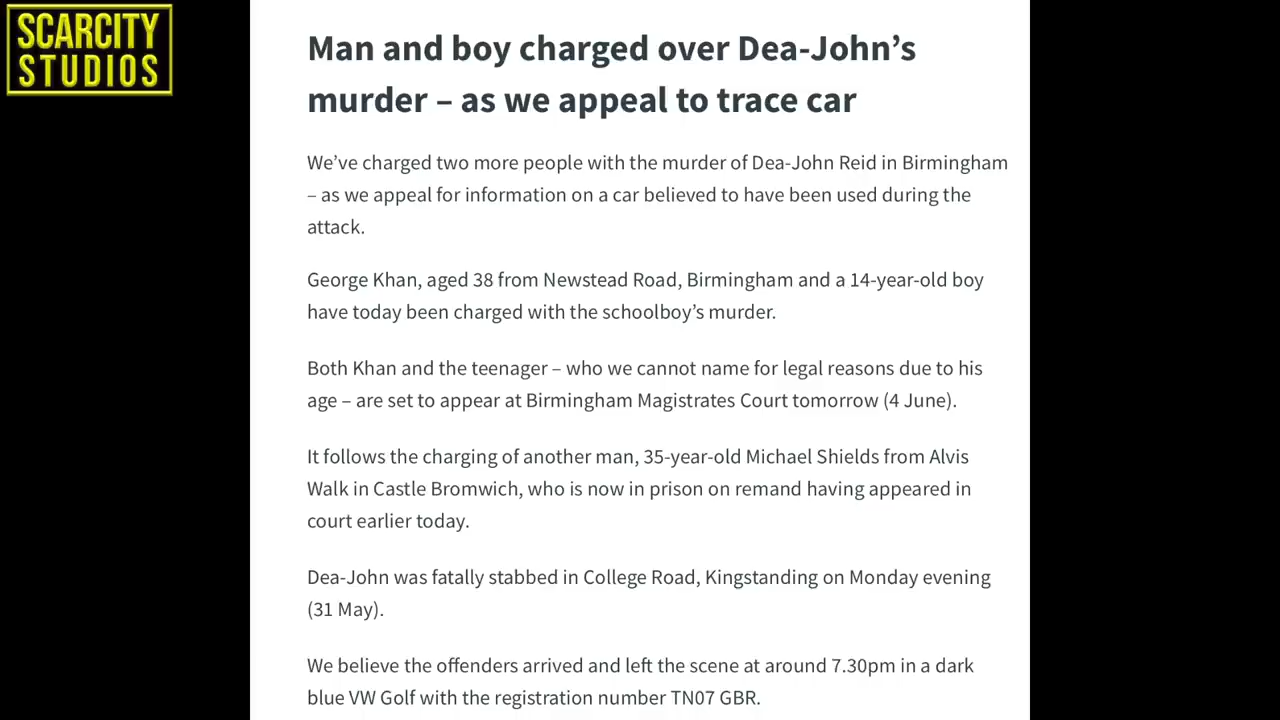 SCARCITY
STUDIOS
Man and boy charged over Dea-John’s
murder – as we appeal to trace car
We’ve charged two more people with the murder of Dea-John Reid in Birmingham
– as we appeal for information on a car believed to have been used during the
attack.
George Khan, aged 38 from Newstead Road, Birmingham and a 14-year-old boy
have today been charged with the schoolboy’s murder.
Both Khan and the teenager – who we cannot name for legal reasons due to his
age – are set to appear at Birmingham Magistrates Court tomorrow (4 June).
It follows the charging of another man, 35-year-old Michael Shields from Alvis
Walk in Castle Bromwich, who is now in prison on remand having appeared in
court earlier today.
Dea-John was fatally stabbed in College Road, Kingstanding on Monday evening
(31 May).
We believe the offenders arrived and left the scene at around 7.30pm in a dark
blue VW Golf with the registration number TN07 GBR.